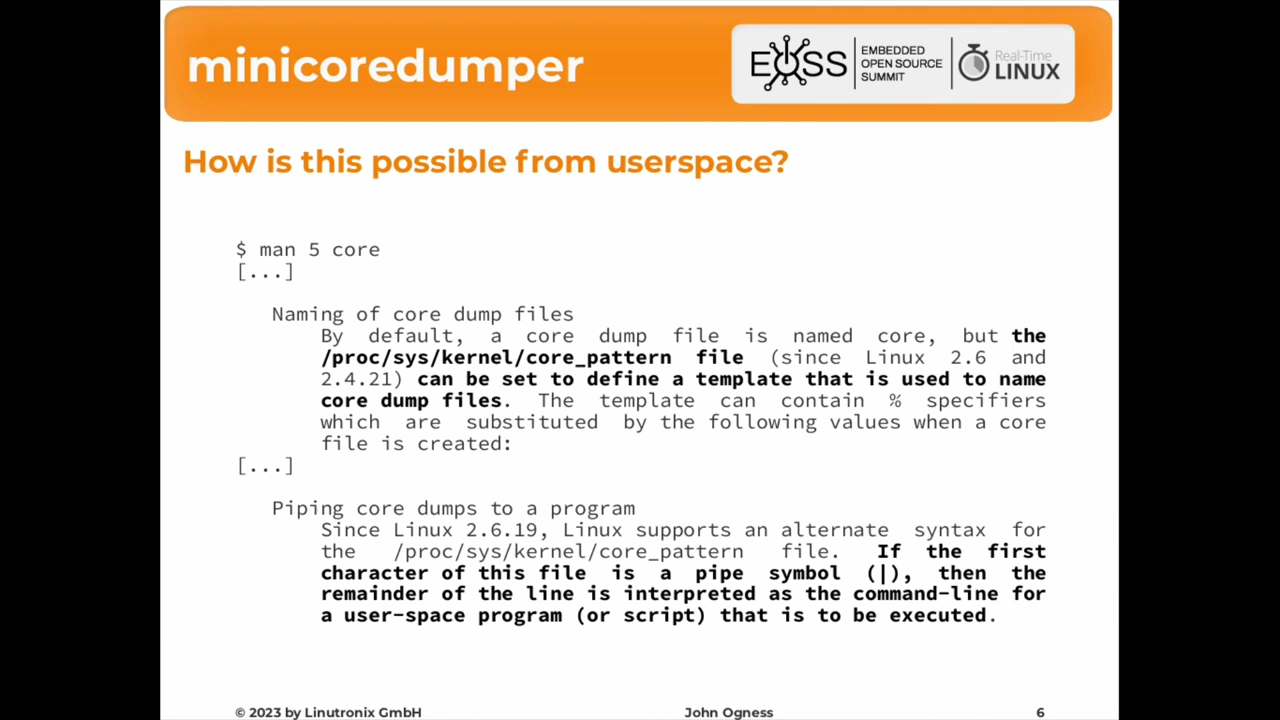 minicoredumper
EOSS
EMBEDDED
OPEN SOURCE
SUMMIT
Real-Time
LINUX
How is this possible from userspace?
$ man 5 core
[...]
Naming of core dump files
By default, a core dump file is named core, but the
/proc/sys/kernel/core_pattern file (since Linux 2.6 and
2.4.21) can be set to define a template that is used to name
core dump files. The template can contain % specifiers
which are substituted by the following values when a core
file is created:
[...]
Piping core dumps to a program
Since Linux 2.6.19, Linux supports an alternate syntax for
the /proc/sys/kernel/core_pattern file. If the first
character of this file is a pipe symbol (|), then the
remainder of the line is interpreted as the command-line for
a user-space program (or script) that is to be executed.
© 2023 by Linutronix GmbH
John Ogness
6